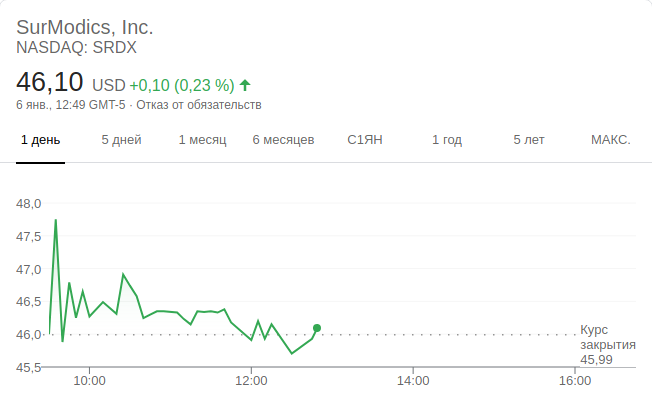 SurModics, Inc.
NASDAQ: SRDX
46,10 USD +0,10 (0,23 %)
6 янв., 12:49 GMT-5 · Отказ от обязательств
1 день 5 дней 1 месяц 6 месяцев С1ЯН 1 год 5 лет МАКС.
48,0
47,5
47,0
46,5
46,0
45,5
Курс
закрытия
45,99
10:00 12:00 14:00 16:00